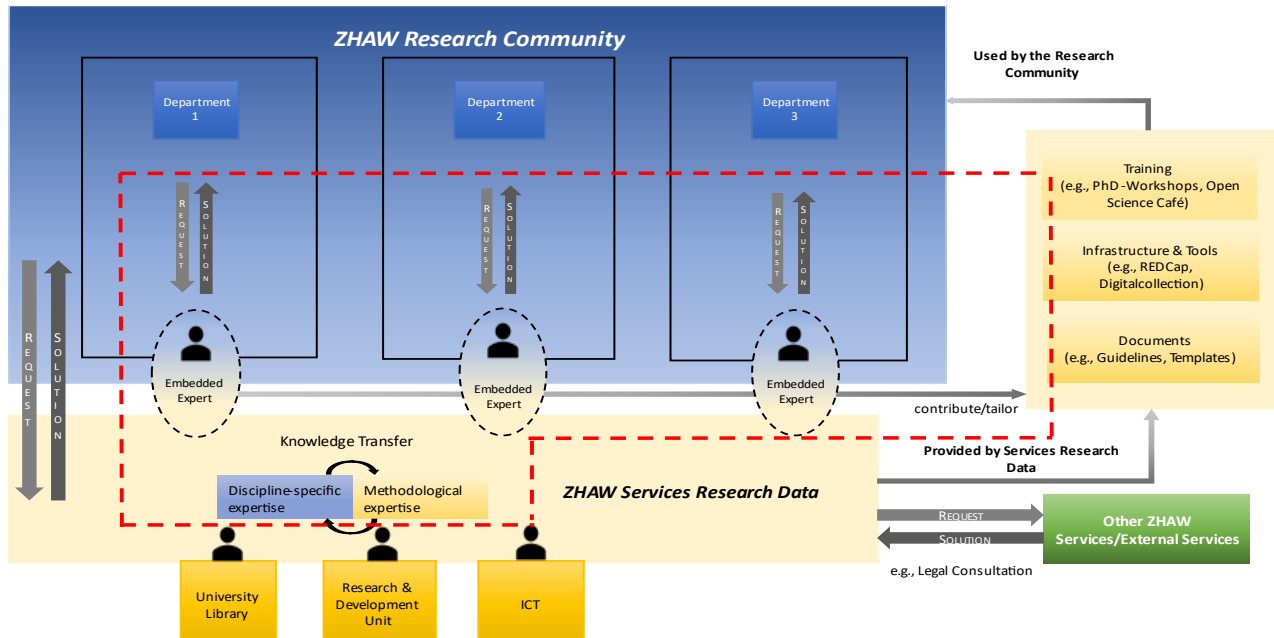 ZHAW Research Community
Used by the Research
Community
Department
1
Department
2
Department
3
Training
(e.g., PhD -Workshops, Open
Science Café)
Infrastructure & Tools
(e.g., REDCap,
Digitalcollection)
Documents
(e.g., Guidelines, Templates)
REQUEST
SOLUTION
REQUEST
SOLUTION
REQUEST
SOLUTION
REQUEST
SOLUTION
Embedded
Expert
Embedded
Expert
Embedded
Expert
contribute/tailor
Knowledge Transfer
Discipline-specific
expertise
Methodological
expertise
ZHAW Services Research Data
Provided by Services Research
Data
REQUEST
SOLUTION
e.g., Legal Consultation
Other ZHAW
Services/External Services
University
Library
Research &
Development
Unit
ICT